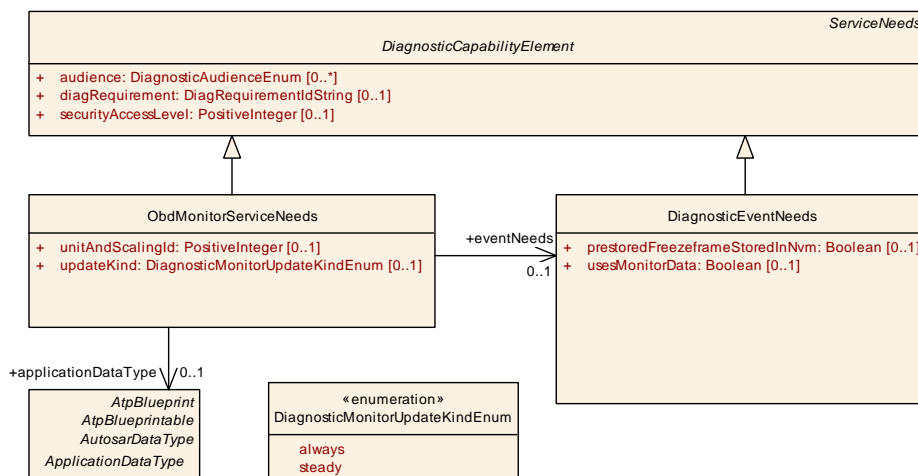 ServiceNeeds
DiagnosticCapabilityElement
+ audience: DiagnosticAudienceEnum [0..*]
+ diagRequirement: DiagRequirementIdString [0..1]
+ securityAccessLevel: PositiveInteger [0..1]
ObdMonitorServiceNeeds
+ unitAndScalingId: PositiveInteger [0..1]
+ updateKind: DiagnosticMonitorUpdateKindEnum [0..1]
+eventNeeds
0..1
DiagnosticEventNeeds
+ prestoredFreezeframeStoredInNvm: Boolean [0..1]
+ usesMonitorData: Boolean [0..1]
+applicationDataType
0..1
AtpBlueprint
AtpBlueprintable
AutosarDataType
ApplicationDataType
«enumeration»
DiagnosticMonitorUpdateKindEnum
always
steady